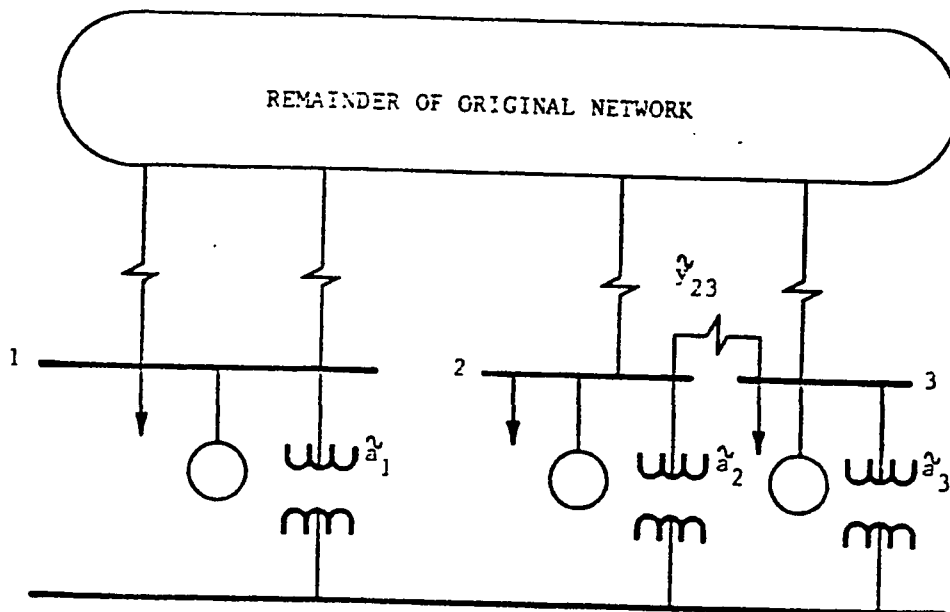 REMAINDER OF ORIGINAL NETWORK
ỹ23
1
2
3
ã1
ã2
ã3